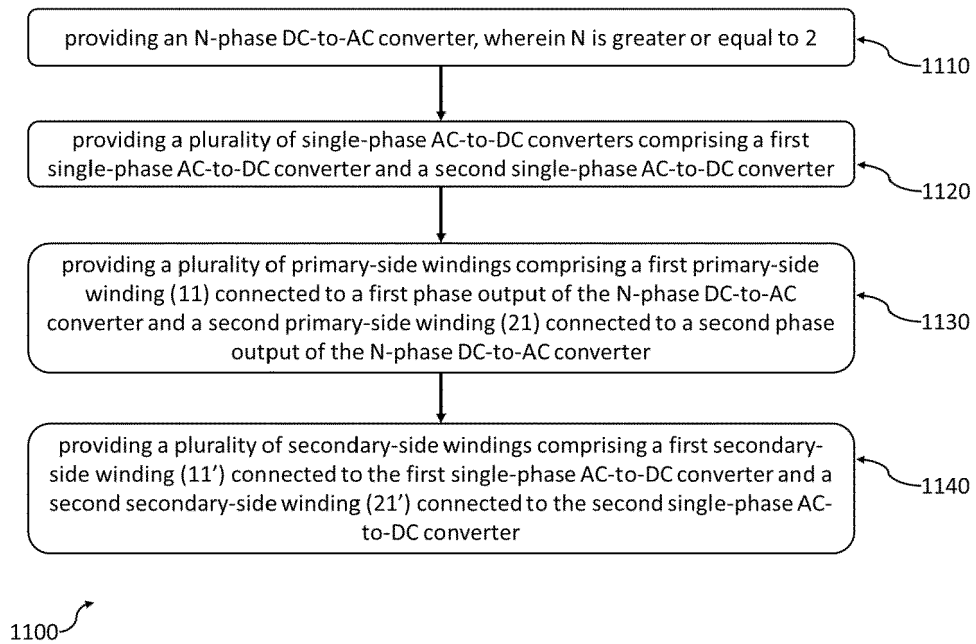 providing an N-phase DC-to-AC converter, wherein N is greater or equal to 2
1110
providing a plurality of single-phase AC-to-DC converters comprising a first
single-phase AC-to-DC converter and a second single-phase AC-to-DC converter
1120
providing a plurality of primary-side windings comprising a first primary-side
winding (11) connected to a first phase output of the N-phase DC-to-AC
converter and a second primary-side winding (21) connected to a second phase
output of the N-phase DC-to-AC converter
1130
providing a plurality of secondary-side windings comprising a first secondary-
side winding (11’) connected to the first single-phase AC-to-DC converter and a
second secondary-side winding (21’) connected to the second single-phase AC-
to-DC converter
1140
1100